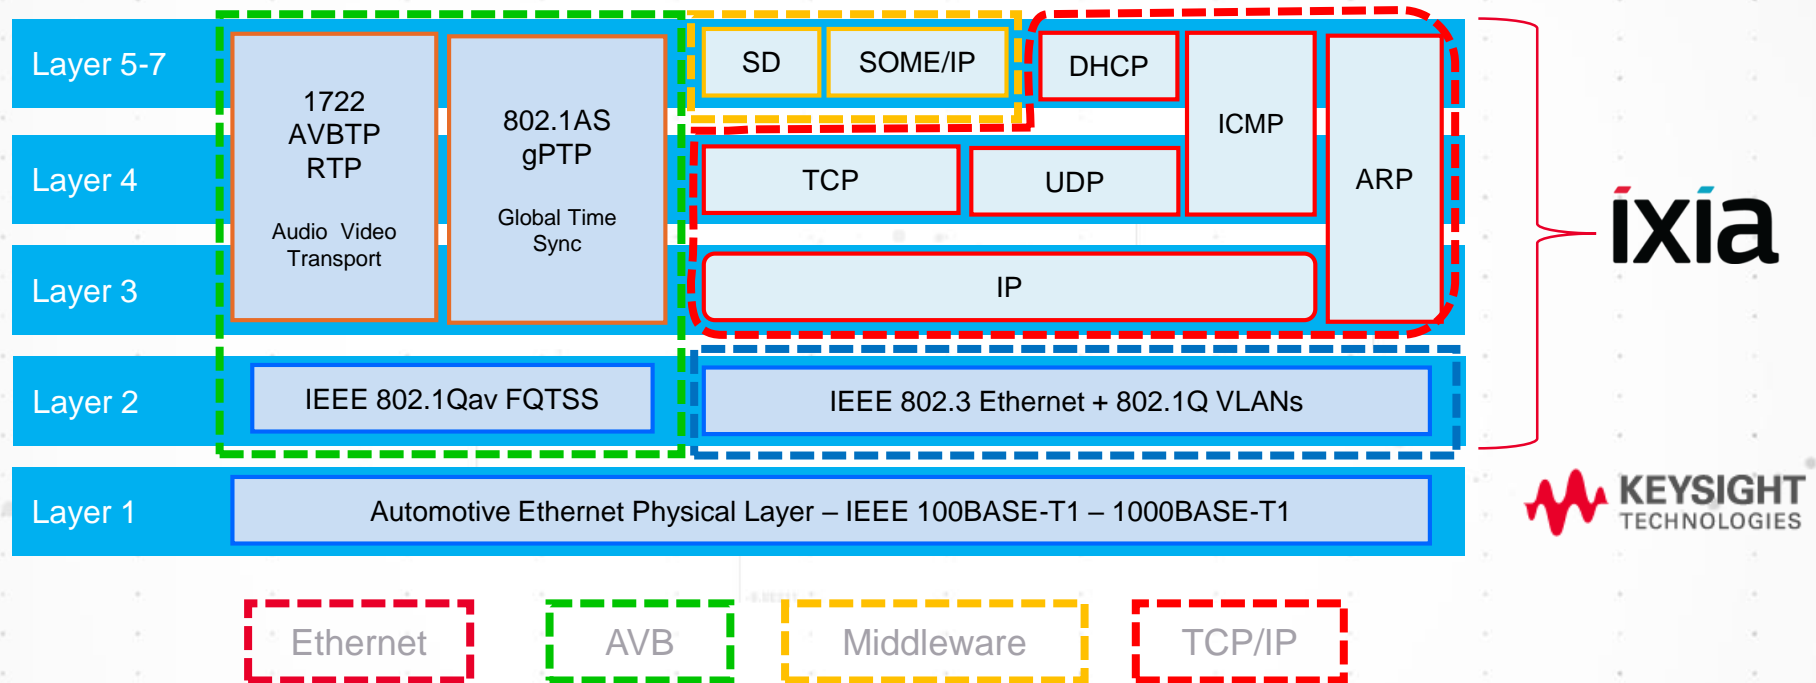 Layer 5-7
1722
AVBTP
RTP
Audio Video
Transport
802.1AS
gPTP
Global Time
Sync
SD
SOME/IP
DHCP
ICMP
ARP
Layer 4
TCP
UDP
Layer 3
IP
Layer 2
IEEE 802.1Qav FQTSS
IEEE 802.3 Ethernet + 802.1Q VLANs
Layer 1
Automotive Ethernet Physical Layer – IEEE 100BASE-T1 – 1000BASE-T1
ixia
KEYSIGHT
TECHNOLOGIES
Ethernet
AVB
Middleware
TCP/IP